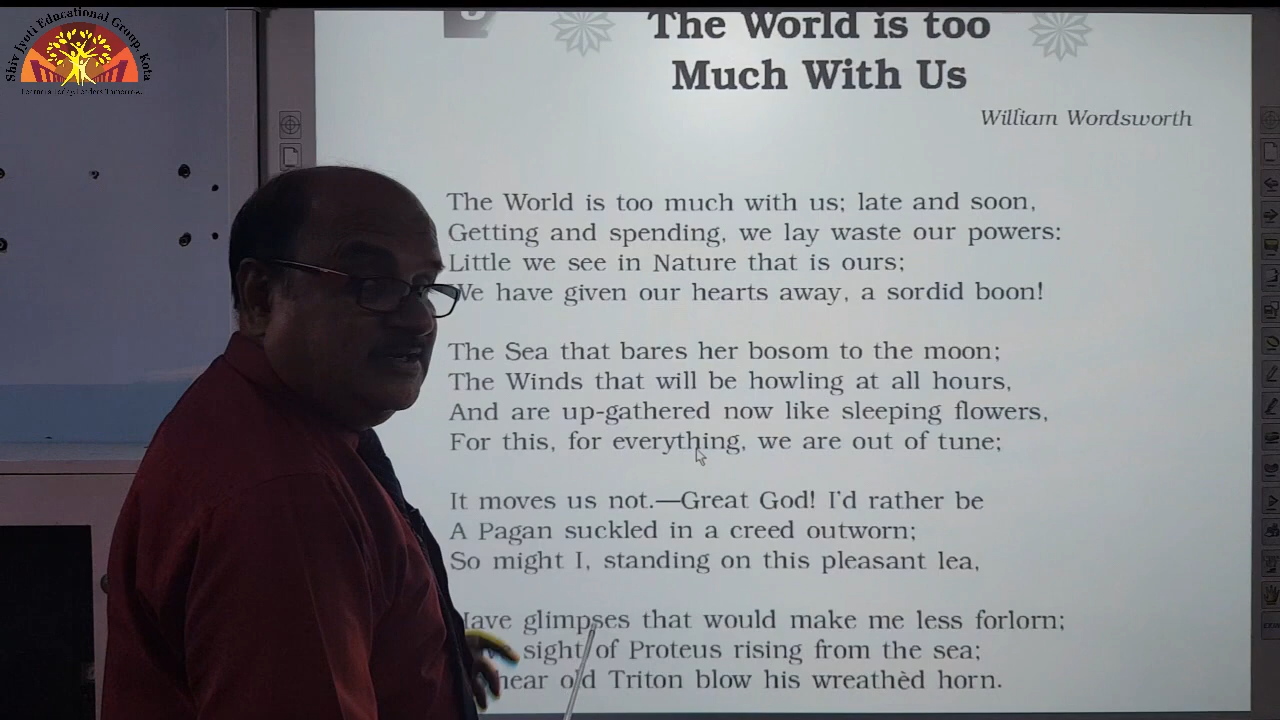 Shiv Jyoti Educational Group, Kota
The World is too
Much With Us
William Wordsworth
The World is too much with us; late and soon,
Getting and spending, we lay waste our powers:
Little we see in Nature that is ours;
We have given our hearts away, a sordid boon!
The Sea that bares her bosom to the moon;
The Winds that will be howling at all hours,
And are up-gathered now like sleeping flowers,
For this, for everything, we are out of tune;
It moves us not.—Great God! I'd rather be
A Pagan suckled in a creed outworn;
So might I, standing on this pleasant lea,
Have glimpses that would make me less forlorn;
sight of Proteus rising from the sea;
hear old Triton blow his wreathèd horn.